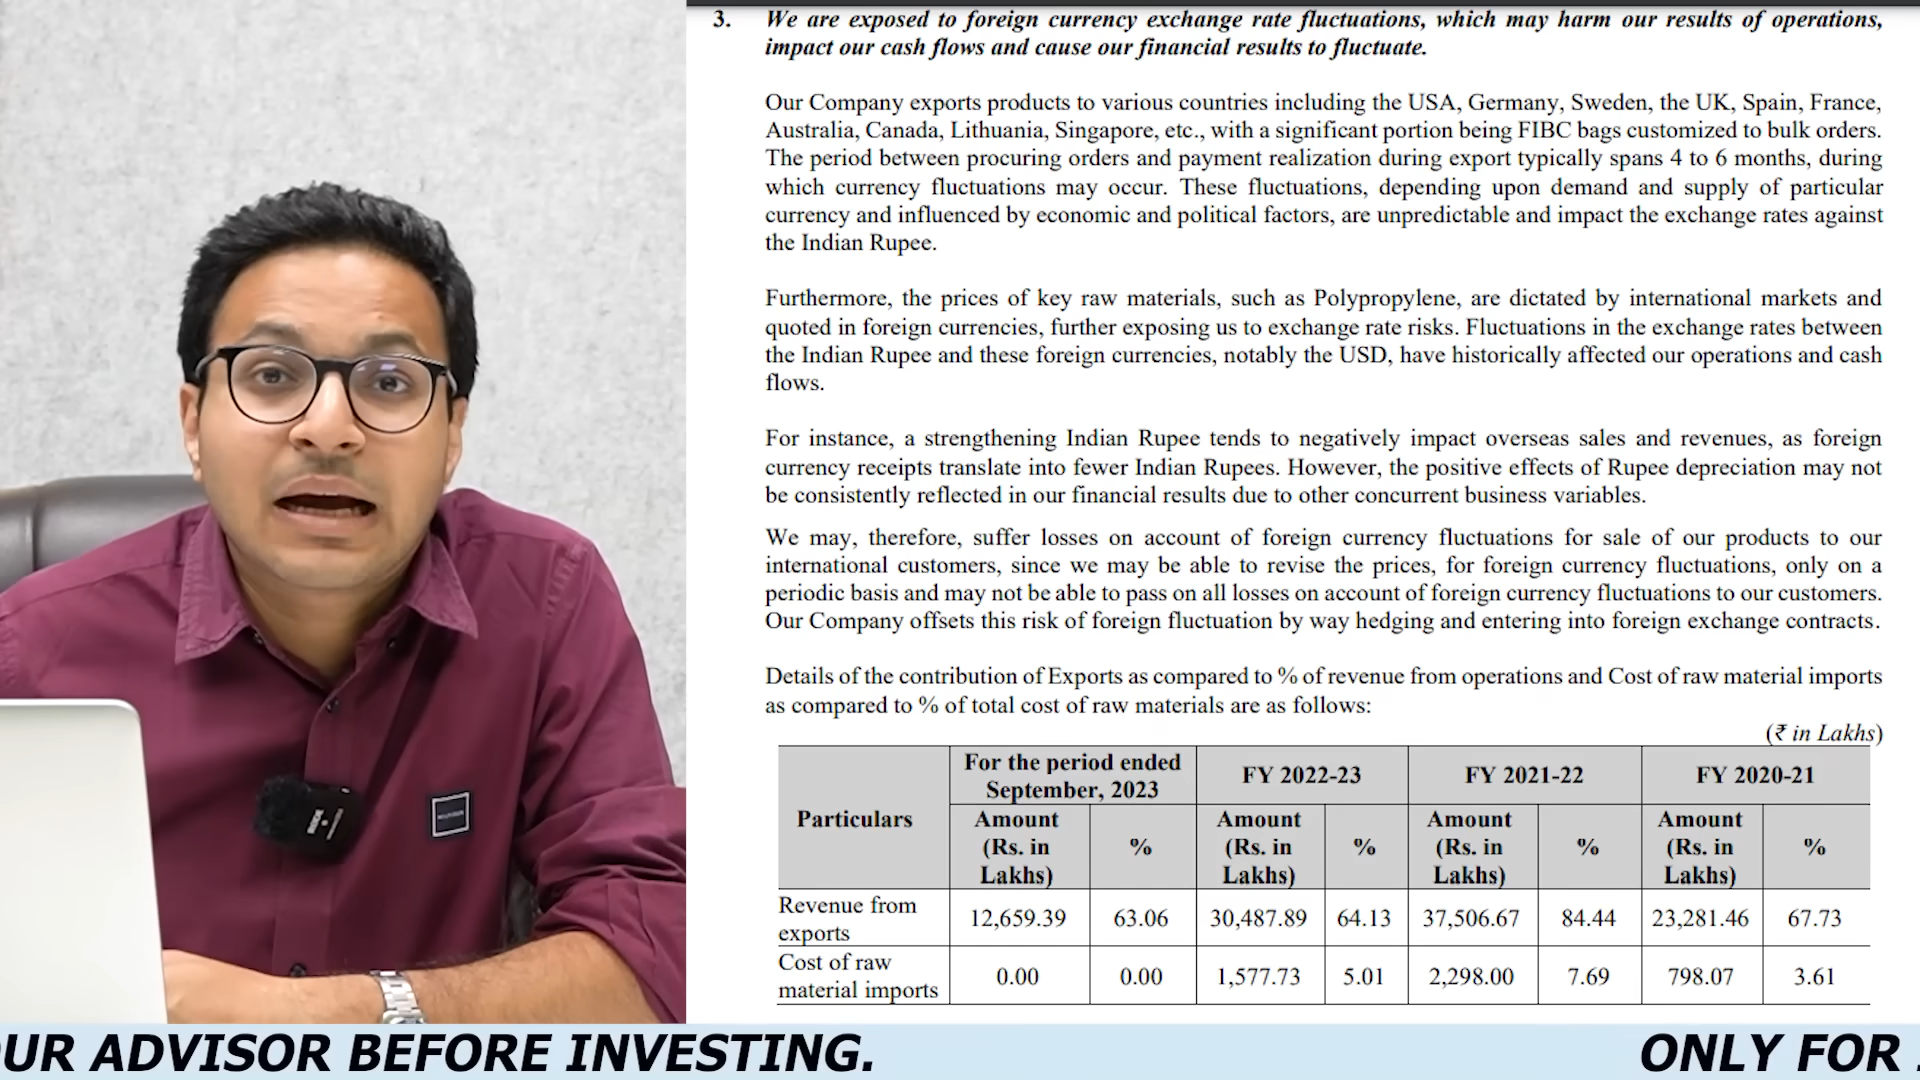 3. We are exposed to foreign currency exchange rate fluctuations, which may harm our results of operations,
impact our cash flows and cause our financial results to fluctuate.
Our Company exports products to various countries including the USA, Germany, Sweden, the UK, Spain, France,
Australia, Canada, Lithuania, Singapore, etc., with a significant portion being FIBC bags customized to bulk orders.
The period between procuring orders and payment realization during export typically spans 4 to 6 months, during
which currency fluctuations may occur. These fluctuations, depending upon demand and supply of particular
currency and influenced by economic and political factors, are unpredictable and impact the exchange rates against
the Indian Rupee.
Furthermore, the prices of key raw materials, such as Polypropylene, are dictated by international markets and
quoted in foreign currencies, further exposing us to exchange rate risks. Fluctuations in the exchange rates between
the Indian Rupee and these foreign currencies, notably the USD, have historically affected our operations and cash
flows.
For instance, a strengthening Indian Rupee tends to negatively impact overseas sales and revenues, as foreign
currency receipts translate into fewer Indian Rupees. However, the positive effects of Rupee depreciation may not
be consistently reflected in our financial results due to other concurrent business variables.
We may, therefore, suffer losses on account of foreign currency fluctuations for sale of our products to our
international customers, since we may be able to revise the prices, for foreign currency fluctuations, only on a
periodic basis and may not be able to pass on all losses on account of foreign currency fluctuations to our customers.
Our Company offsets this risk of foreign fluctuation by way hedging and entering into foreign exchange contracts.
Details of the contribution of Exports as compared to % of revenue from operations and Cost of raw material imports
as compared to % of total cost of raw materials are as follows:
(₹ in Lakhs)
Particulars
For the period ended
September, 2023
FY 2022-23
FY 2021-22
FY 2020-21
Amount
(Rs. in
Lakhs)
%
Amount
(Rs. in
Lakhs)
%
Amount
(Rs. in
Lakhs)
%
Amount
(Rs. in
Lakhs)
%
Revenue from
exports
12,659.39 63.06 30,487.89 64.13 37,506.67 84.44 23,281.46 67.73
Cost of raw
material imports
0.00 0.00 1,577.73 5.01 2,298.00 7.69 798.07 3.61
RODE
UR ADVISOR BEFORE INVESTING. ONLY FOR